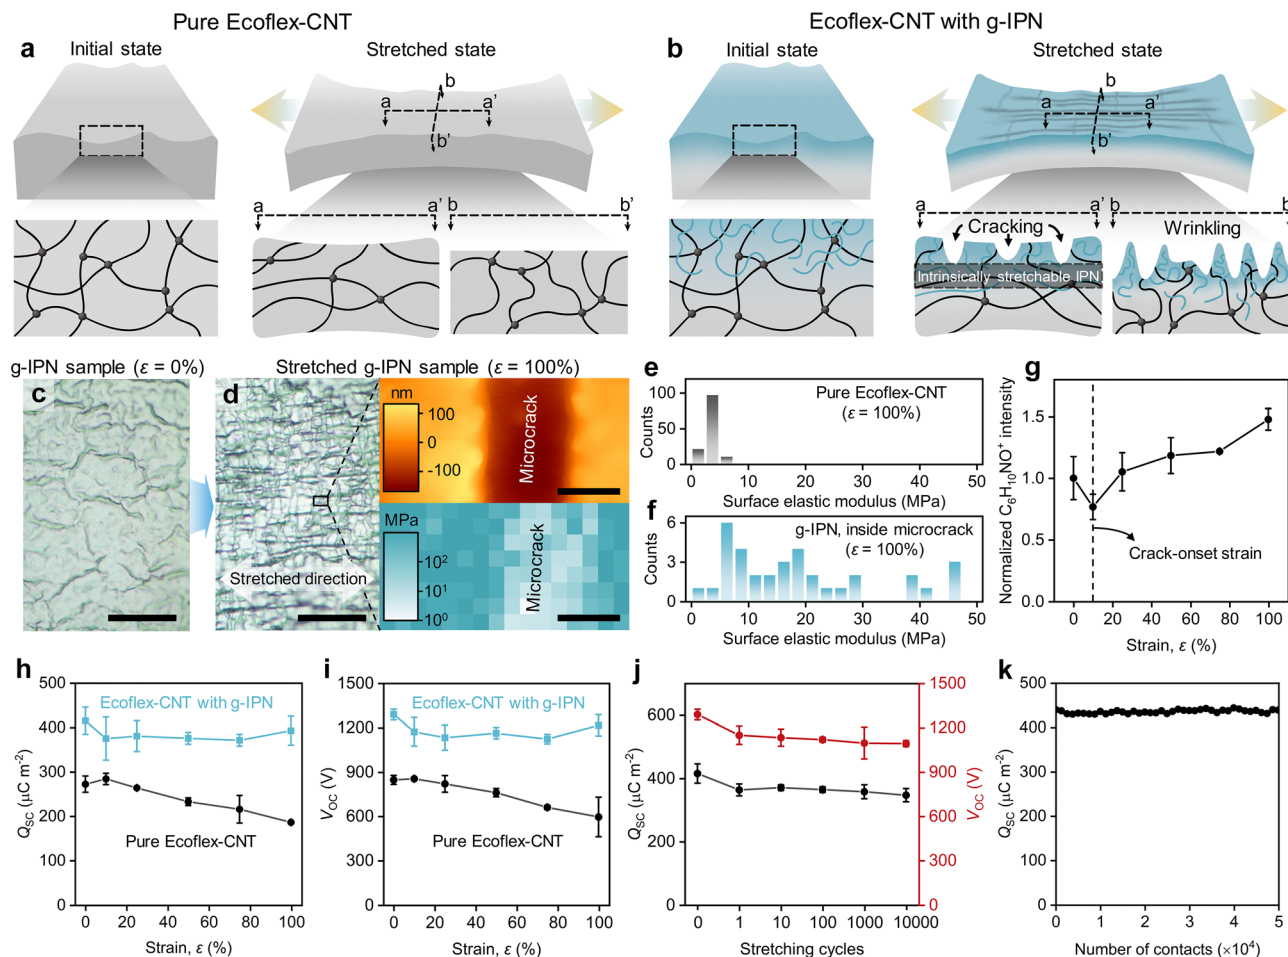 Pure Ecoflex-CNT
Ecoflex-CNT with g-IPN
a
Initial state
Stretched state
b
a
a'
b'
a
a'
b
b'
b
Initial state
Stretched state
b
a
a'
b'
a
a'
b
b
Cracking
Wrinkling
Intrinsically stretchable IPN
g-IPN sample (ε = 0%)
Stretched g-IPN sample (ε = 100%)
c
d
nm
100
0
-100
Microcrack
MPa
10²
10¹
10⁰
Microcrack
Stretched direction
e
Pure Ecoflex-CNT
(ε = 100%)
Counts
100
50
0
0 10 20 30 40 50
Surface elastic modulus (MPa)
f
g-IPN, inside microcrack
(ε = 100%)
Counts
6
3
0
0 10 20 30 40 50
Surface elastic modulus (MPa)
g
Normalized C₆H₁₀NO⁺ intensity
1.5
1.0
0.5
0.0
Crack-onset strain
0 20 40 60 80 100
Strain, ε (%)
h
Q_SC (μC m⁻²)
500
400
300
200
100
0
Ecoflex-CNT with g-IPN
Pure Ecoflex-CNT
0 20 40 60 80 100
Strain, ε (%)
i
V_OC (V)
1500
1200
900
600
300
0
Ecoflex-CNT with g-IPN
Pure Ecoflex-CNT
0 20 40 60 80 100
Strain, ε (%)
j
Q_SC (μC m⁻²)
600
400
200
0
1500
1200
900
600
300
0
V_OC (V)
0 1 10 100 1000 10000
Stretching cycles
k
Q_SC (μC m⁻²)
500
400
300
200
100
0
0 1 2 3 4 5
Number of contacts (×10⁴)